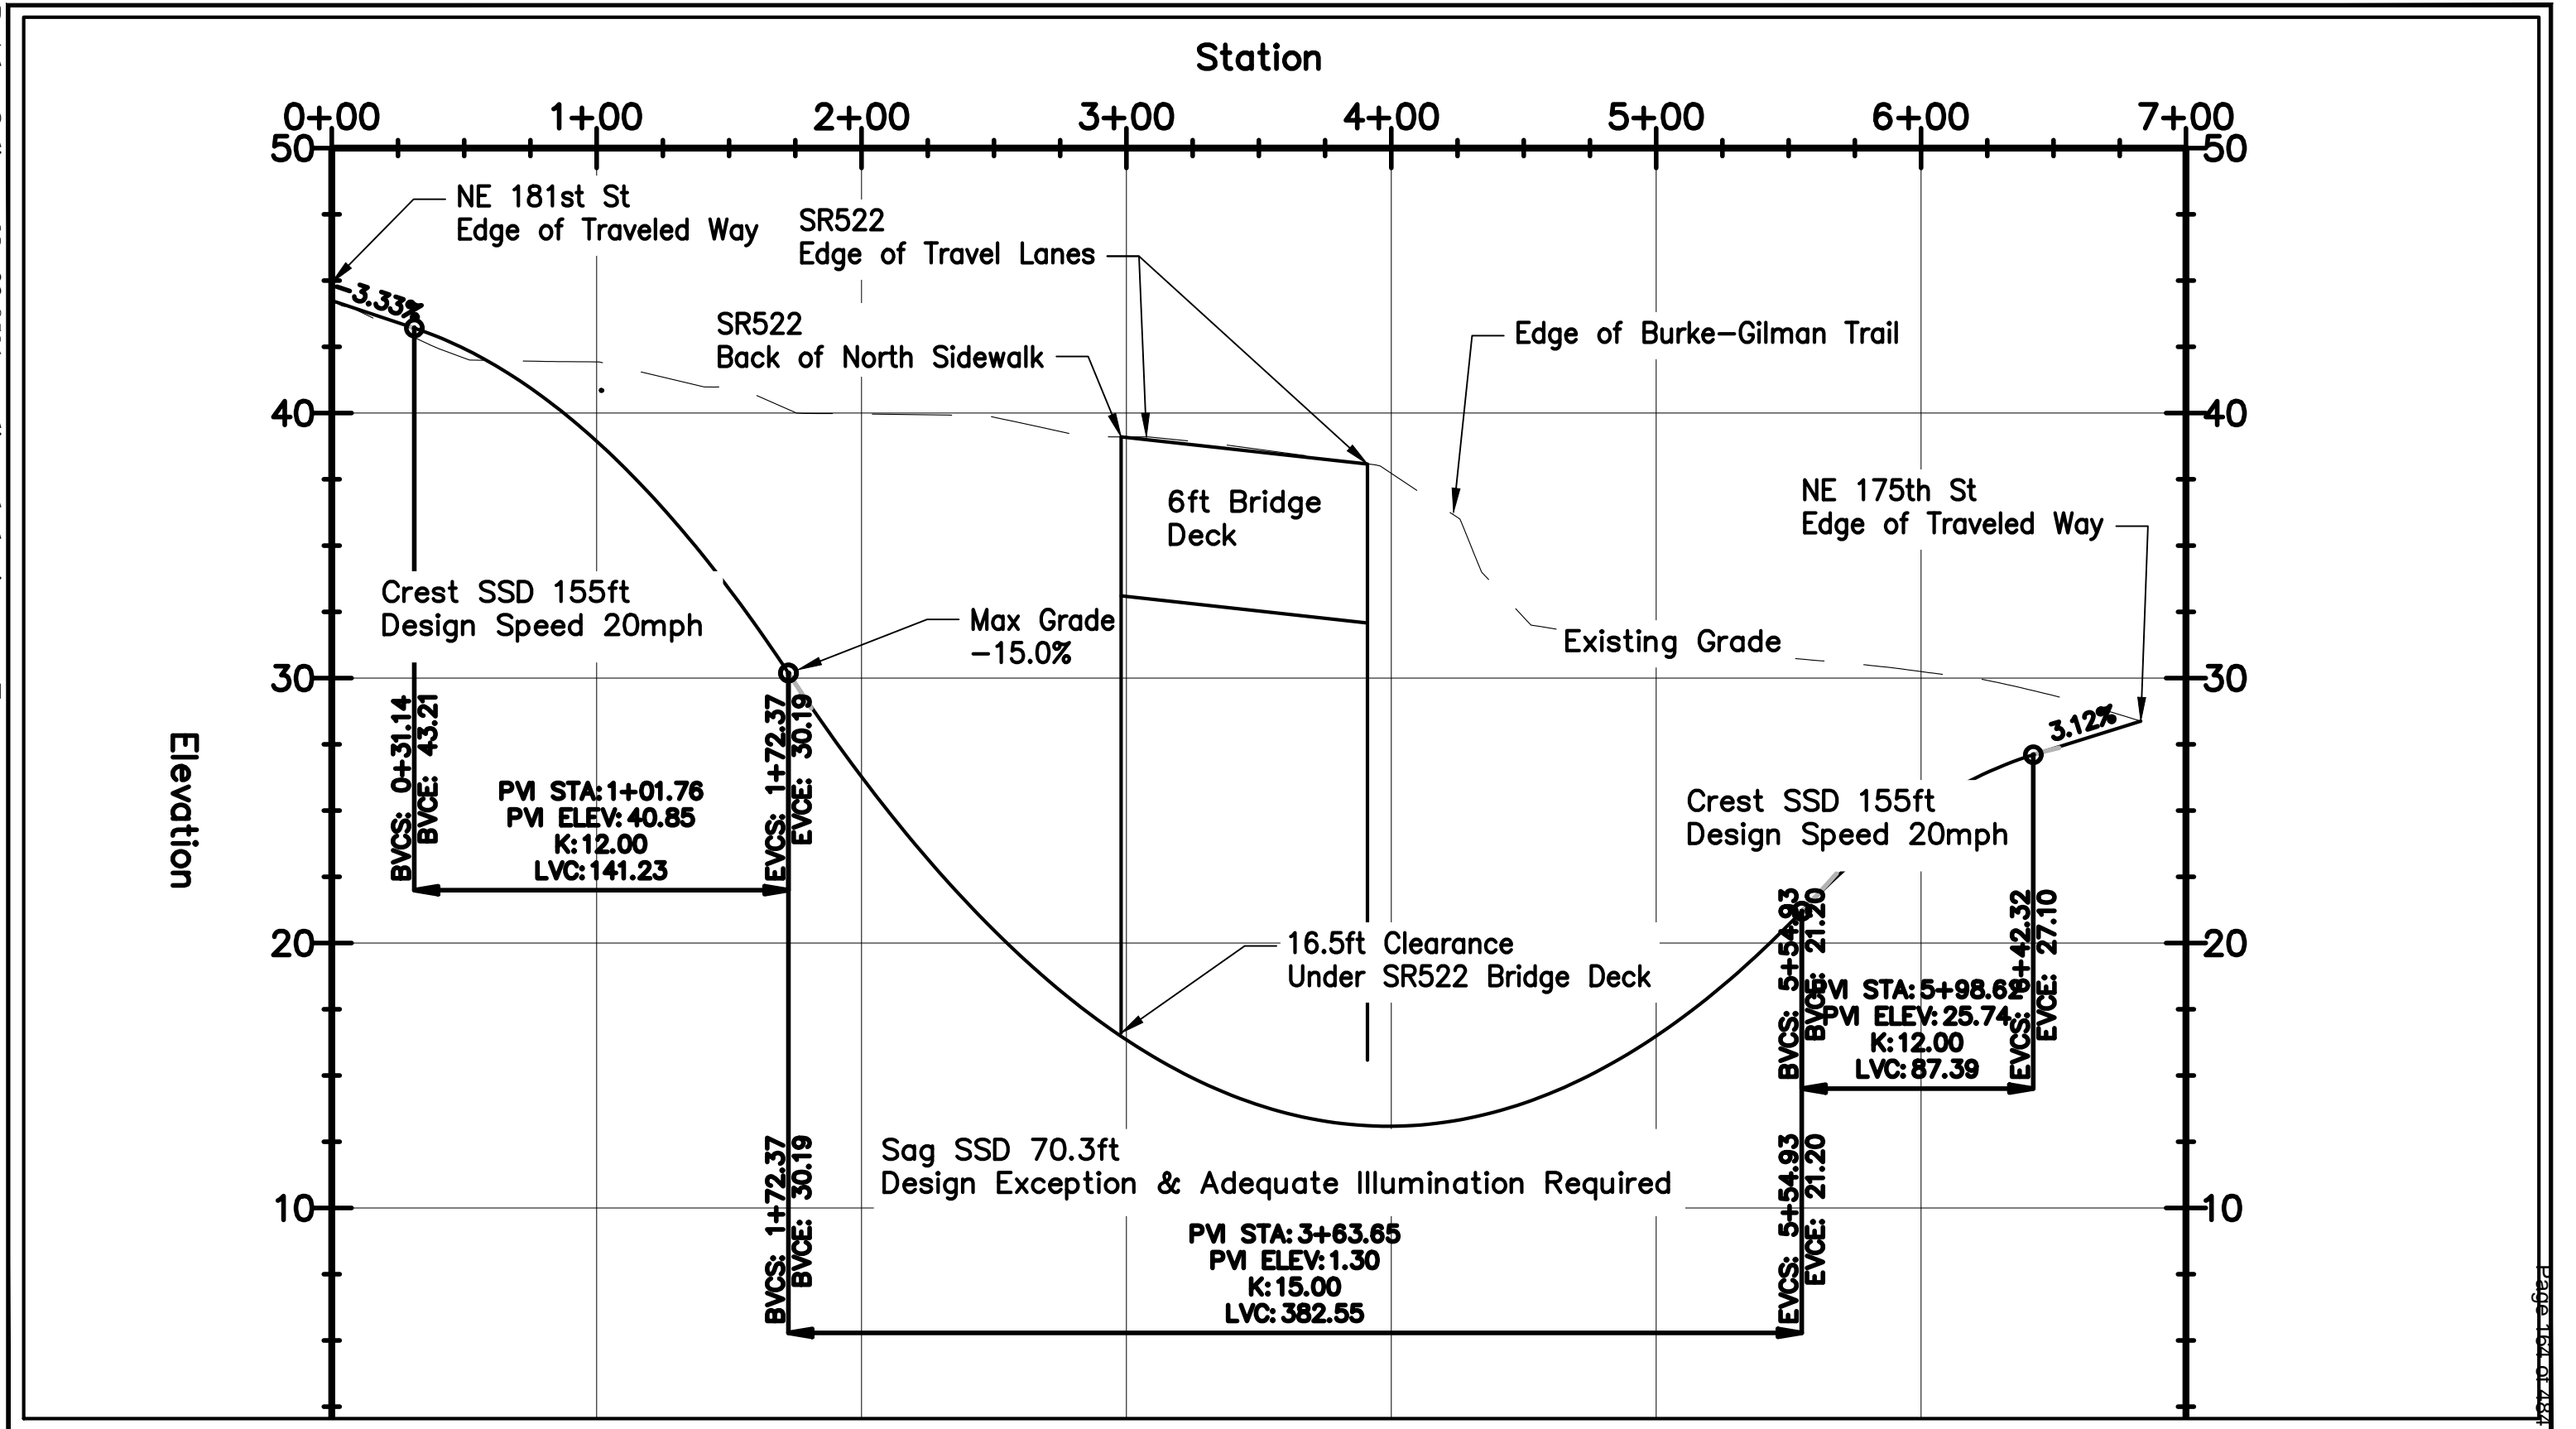 Station
0+00 1+00 2+00 3+00 4+00 5+00 6+00 7+00
50 50
NE 181st St
Edge of Traveled Way
SR522
Edge of Travel Lanes
-3.33%
SR522
Back of North Sidewalk
Edge of Burke-Gilman Trail
40 40
6ft Bridge
Deck
NE 175th St
Edge of Traveled Way
Crest SSD 155ft
Design Speed 20mph
Max Grade
-15.0%
Existing Grade
30 30
3.12%
Elevation
BVCS: 0+31.14
BVCE: 43.21
PVI STA:1+01.76
PVI ELEV:40.85
K:12.00
LVC:141.23
EVCS: 1+72.37
EVCE: 30.19
Crest SSD 155ft
Design Speed 20mph
20 20
16.5ft Clearance
Under SR522 Bridge Deck
BVCS: 5+54.93
BVCE: 21.20
PVI STA:5+98.62
PVI ELEV:25.74
K:12.00
LVC:87.39
EVCS: 6+42.32
EVCE: 27.10
Sag SSD 70.3ft
Design Exception & Adequate Illumination Required
10 10
BVCS: 1+72.37
BVCE: 30.19
PVI STA:3+63.65
PVI ELEV:1.30
K:15.00
LVC:382.55
EVCS: 5+54.93
EVCE: 21.20
Page 164 of 484